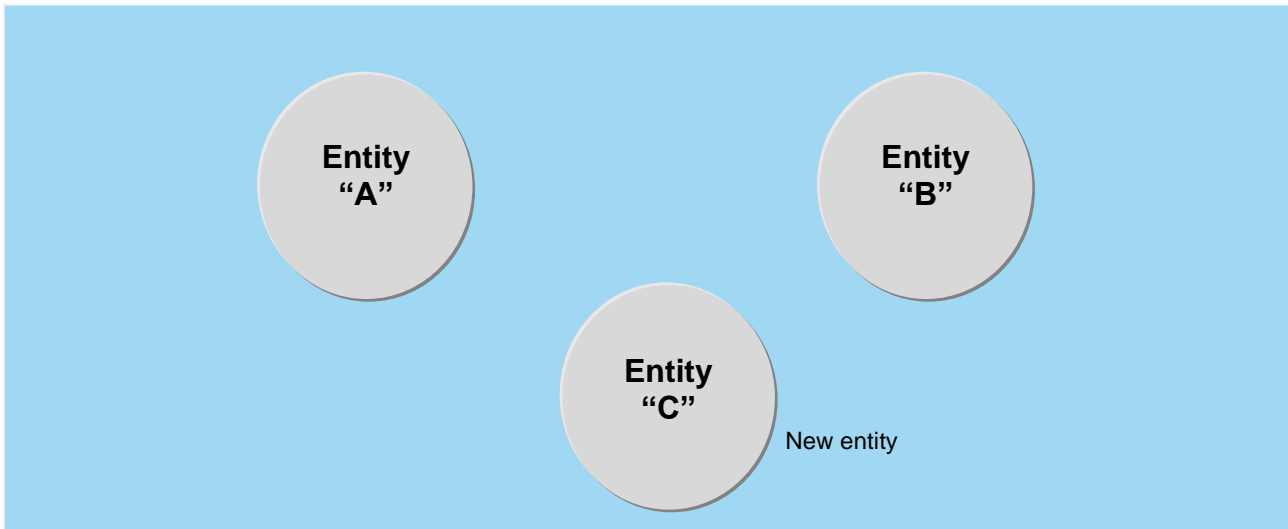 Entity
“A”
Entity
“B”
Entity
“C”
New entity